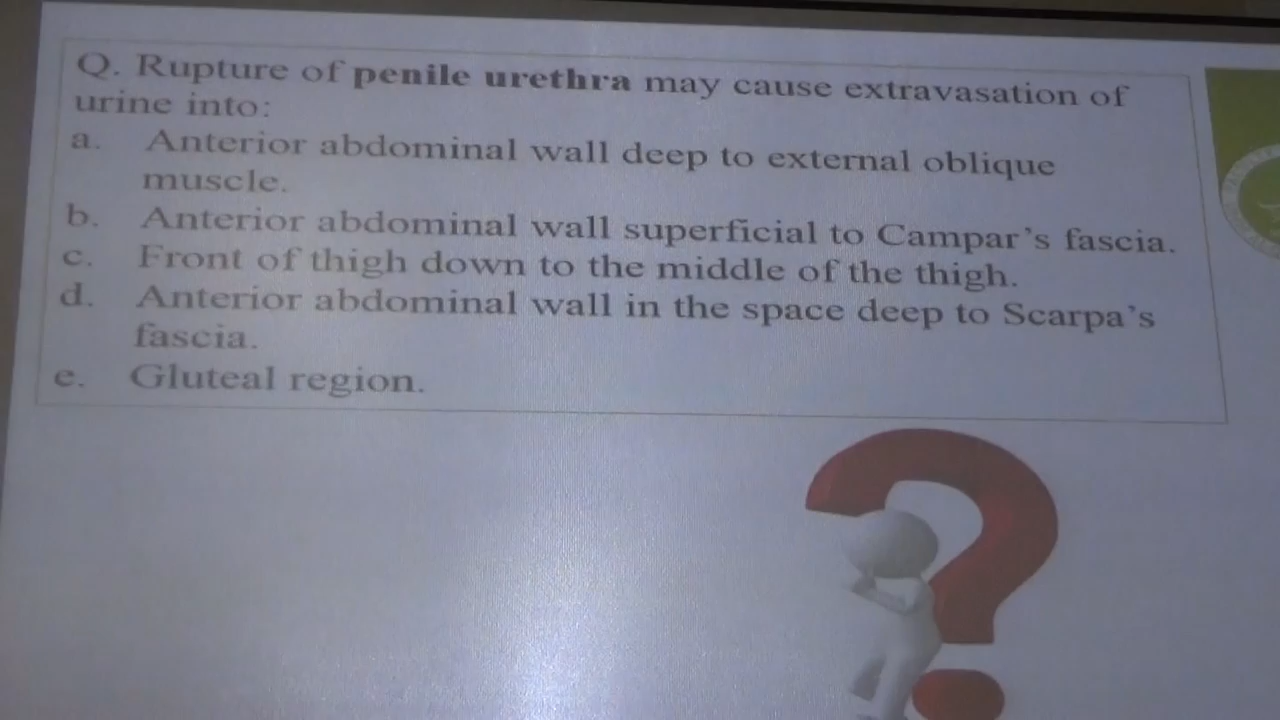 Q. Rupture of penile urethra may cause extravasation of
urine into:
a. Anterior abdominal wall deep to external oblique
muscle.
b. Anterior abdominal wall superficial to Campar's fascia.
c. Front of thigh down to the middle of the thigh.
d. Anterior abdominal wall in the space deep to Scarpa's
fascia.
e. Gluteal region.